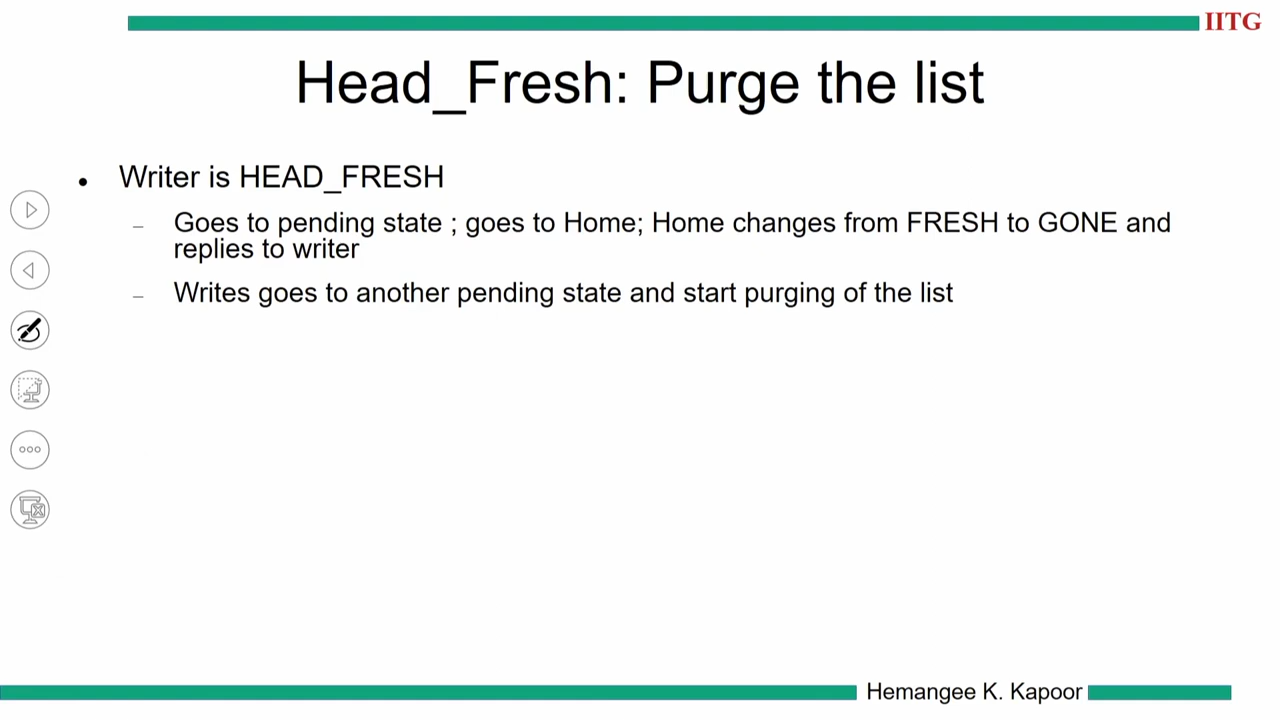 IITG
Head_Fresh: Purge the list
• Writer is HEAD_FRESH
– Goes to pending state ; goes to Home; Home changes from FRESH to GONE and
replies to writer
– Writes goes to another pending state and start purging of the list
Hemangee K. Kapoor